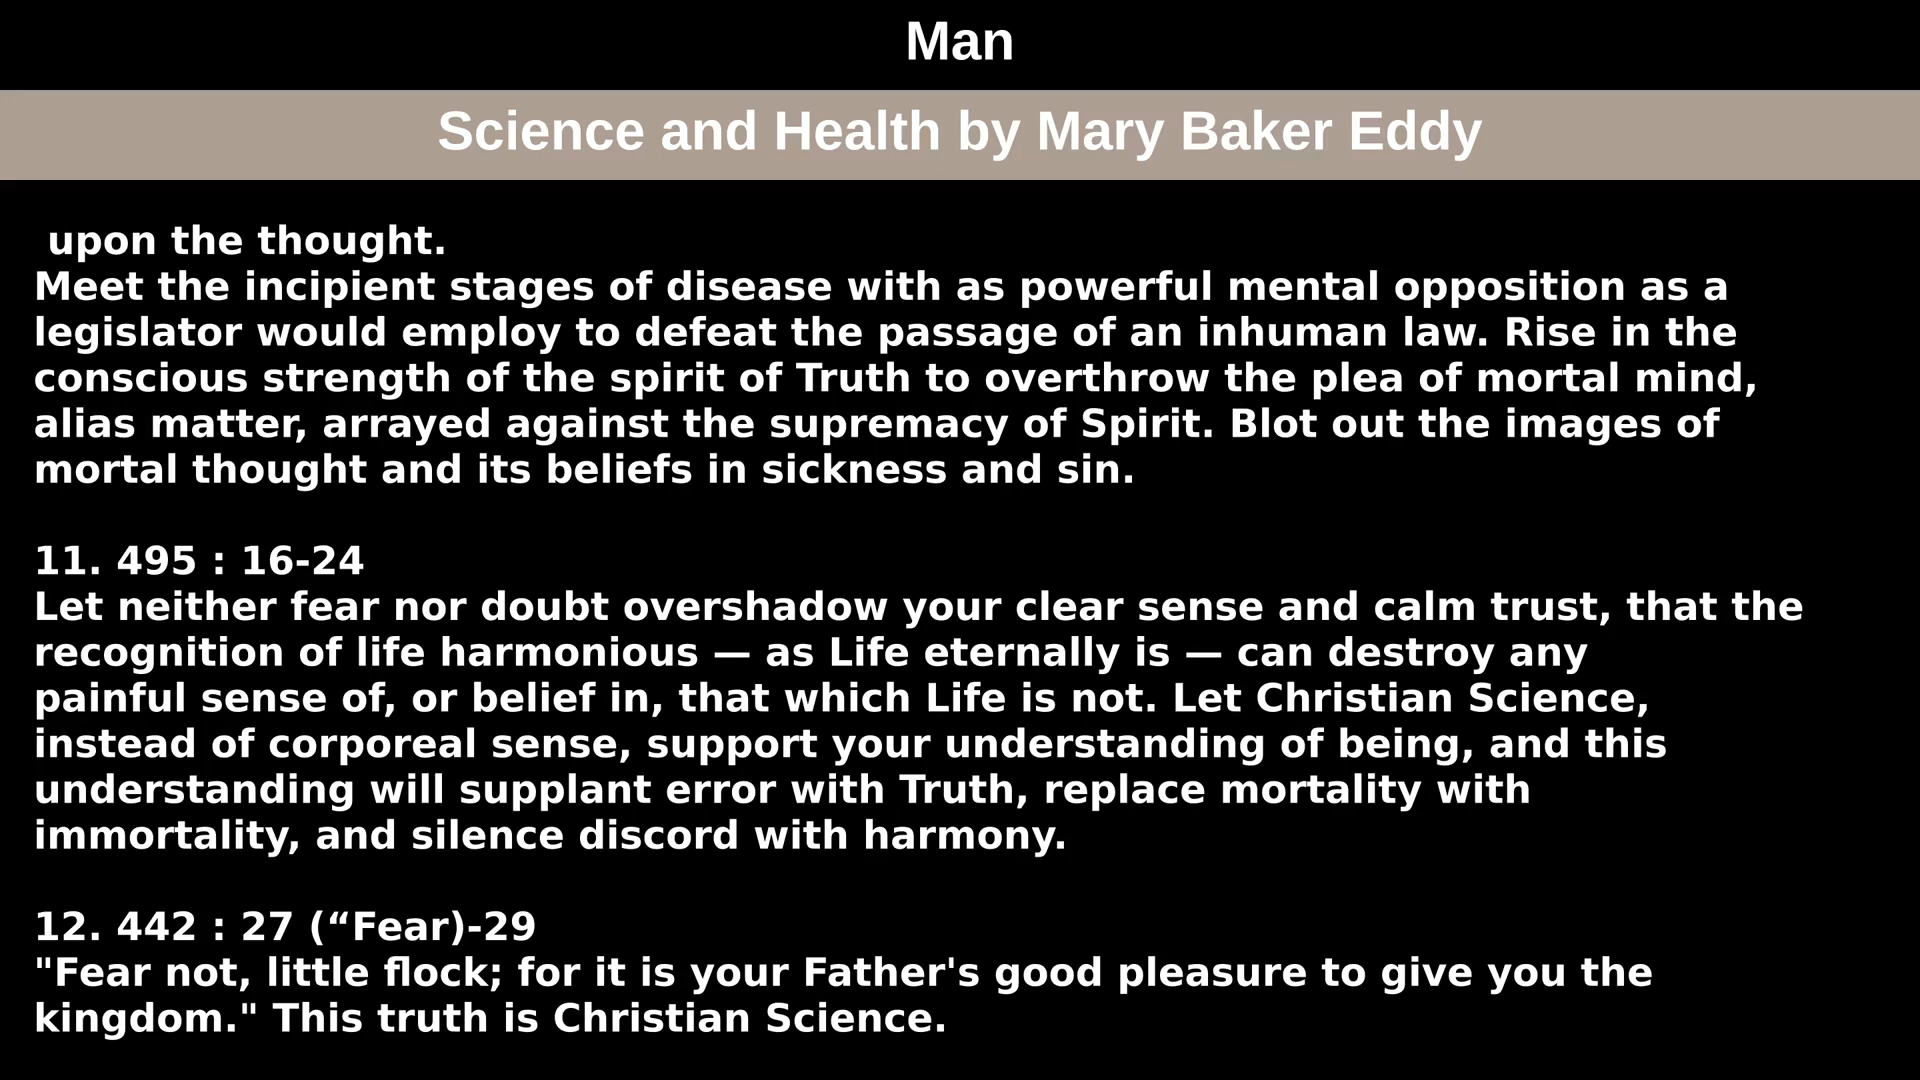 Man
Science and Health by Mary Baker Eddy
upon the thought.
Meet the incipient stages of disease with as powerful mental opposition as a
legislator would employ to defeat the passage of an inhuman law. Rise in the
conscious strength of the spirit of Truth to overthrow the plea of mortal mind,
alias matter, arrayed against the supremacy of Spirit. Blot out the images of
mortal thought and its beliefs in sickness and sin.
11. 495 : 16-24
Let neither fear nor doubt overshadow your clear sense and calm trust, that the
recognition of life harmonious — as Life eternally is — can destroy any
painful sense of, or belief in, that which Life is not. Let Christian Science,
instead of corporeal sense, support your understanding of being, and this
understanding will supplant error with Truth, replace mortality with
immortality, and silence discord with harmony.
12. 442 : 27 (“Fear)-29
"Fear not, little flock; for it is your Father's good pleasure to give you the
kingdom." This truth is Christian Science.